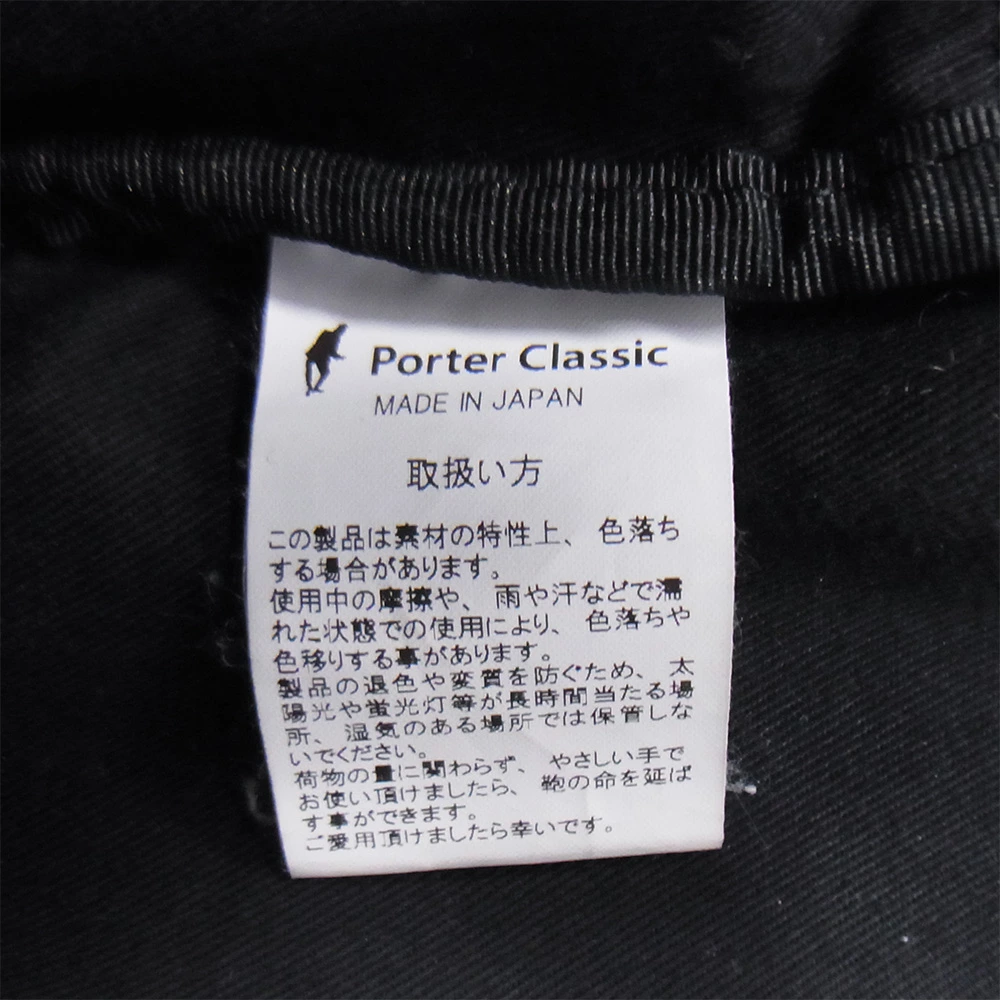 Porter Classic
MADE IN JAPAN
取扱い方
この製品は素材の特性上、色落ち
する場合があります。
使用中の摩擦や、雨や汗などで濡
れた状態での使用により、色落ちや
色移りする事があります。
製品の退色や変質を防ぐため、太
陽光や蛍光灯等が長時間当たる場
所、湿気のある場所では保管しな
いでください。
荷物の量に関わらず、やさしい手で
お使い頂けましたら、鞄の命を延ば
す事ができます。
ご愛用頂けましたら幸いです。